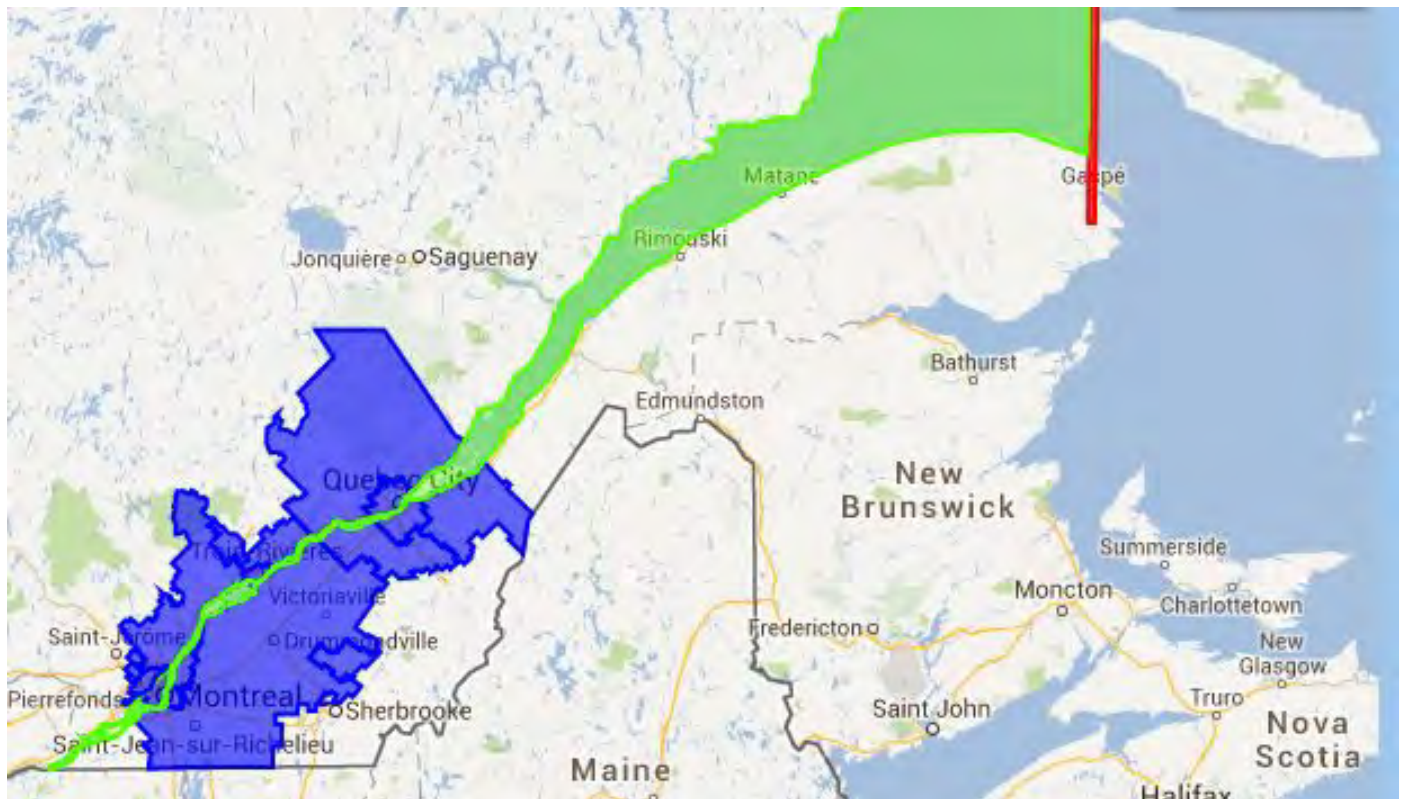 Matane
Gaspé
Rimouski
Jonquière
Saguenay
Bathurst
Edmundston
Quebec City
New
Brunswick
Trois-Rivières
Summerside
Victoriaville
Moncton
Charlottetown
Saint-Jérôme
Drummondville
Fredericton
New
Glasgow
Pierrefonds
Montreal
Sherbrooke
Saint John
Truro
Nova
Scotia
Saint-Jean-sur-Richelieu
Maine
Halifax